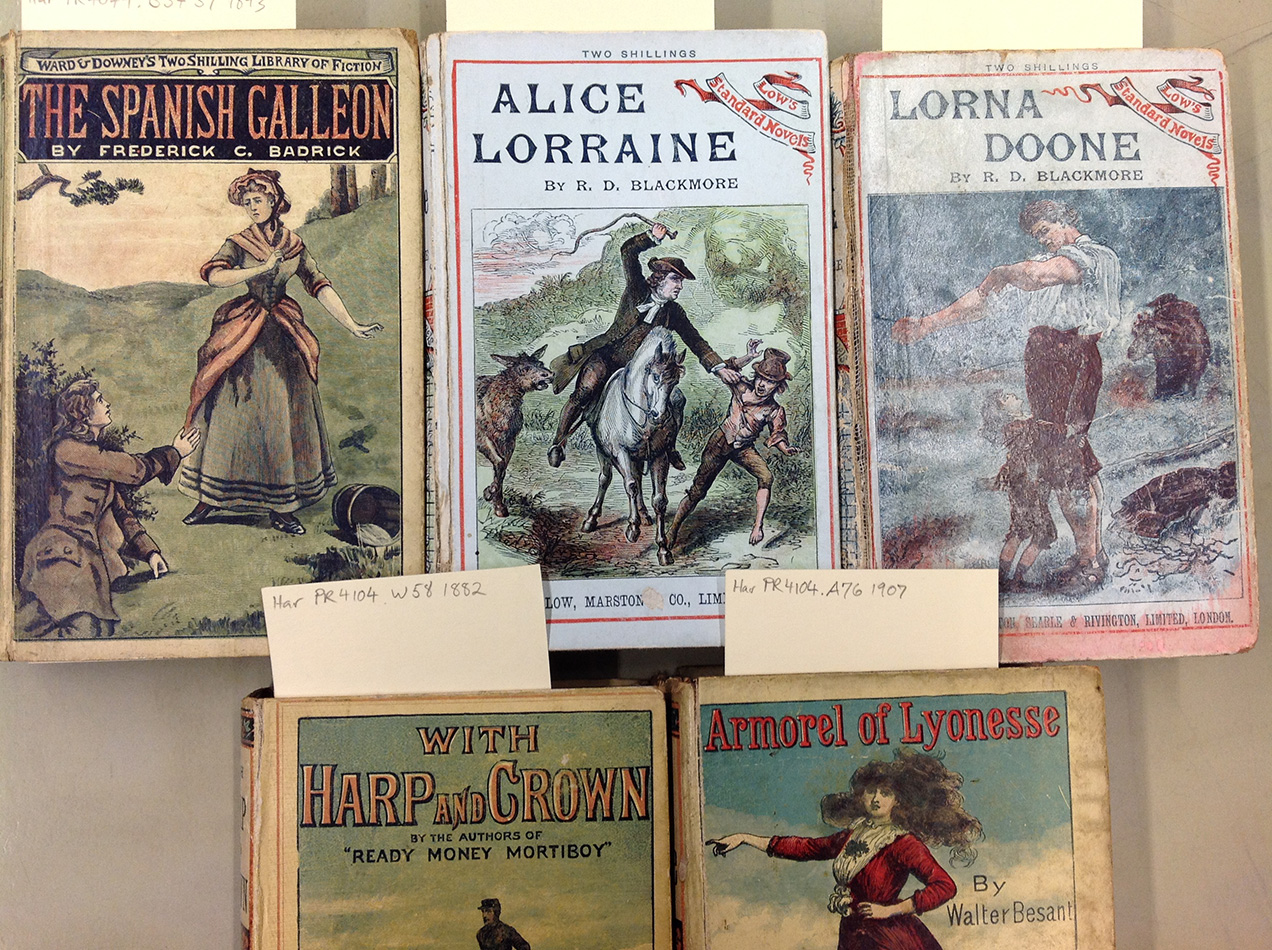 WARD & DOWNEY'S TWO SHILLING LIBRARY OF FICTION
THE SPANISH GALLEON
BY FREDERICK C. BADRICK
TWO SHILLINGS
ALICE
LORRAINE
Low's
Standard Novels
BY R. D. BLACKMORE
LOW, MARSTON & CO., LIM
TWO SHILLINGS
LORNA
DOONE
Low's
Standard Novels
BY R. D. BLACKMORE
SEARLE & RIVINGTON, LIMITED, LONDON.
Har PR4104.W58 1882
WITH
HARP AND CROWN
BY THE AUTHORS OF
"READY MONEY MORTIBOY"
Har PR4104.A76 1907
Armorel of Lyonesse
By
Walter Besant